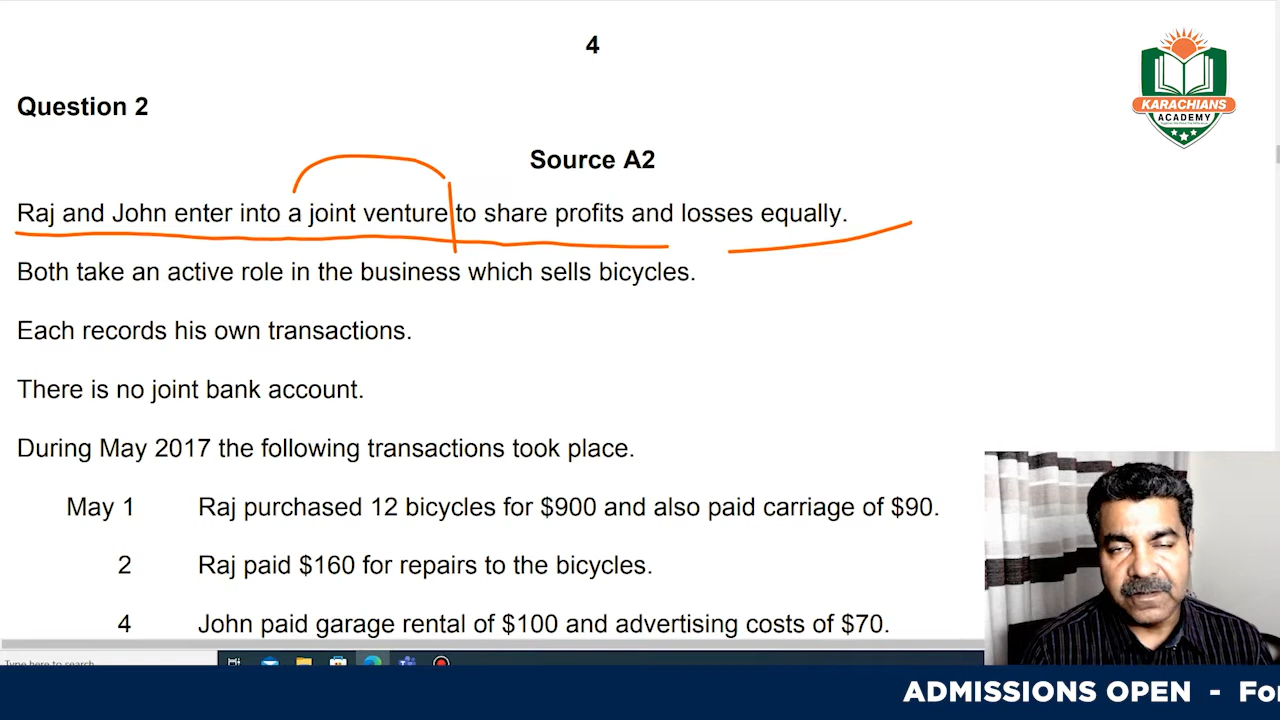 4
KARACHIANS
ACADEMY
Question 2
Source A2
Raj and John enter into a joint venture to share profits and losses equally.
Both take an active role in the business which sells bicycles.
Each records his own transactions.
There is no joint bank account.
During May 2017 the following transactions took place.
May 1 Raj purchased 12 bicycles for $900 and also paid carriage of $90.
2 Raj paid $160 for repairs to the bicycles.
4 John paid garage rental of $100 and advertising costs of $70.
Type here to search
ADMISSIONS OPEN - For